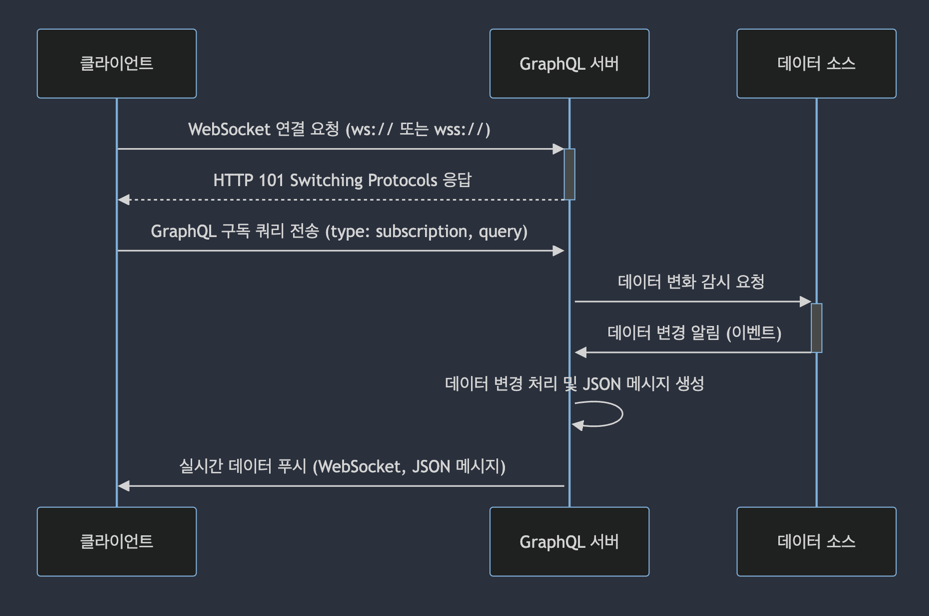 클라이언트
GraphQL 서버
데이터 소스
WebSocket 연결 요청 (ws:// 또는 wss://)
HTTP 101 Switching Protocols 응답
GraphQL 구독 쿼리 전송 (type: subscription, query)
데이터 변화 감시 요청
데이터 변경 알림 (이벤트)
데이터 변경 처리 및 JSON 메시지 생성
실시간 데이터 푸시 (WebSocket, JSON 메시지)
클라이언트
GraphQL 서버
데이터 소스